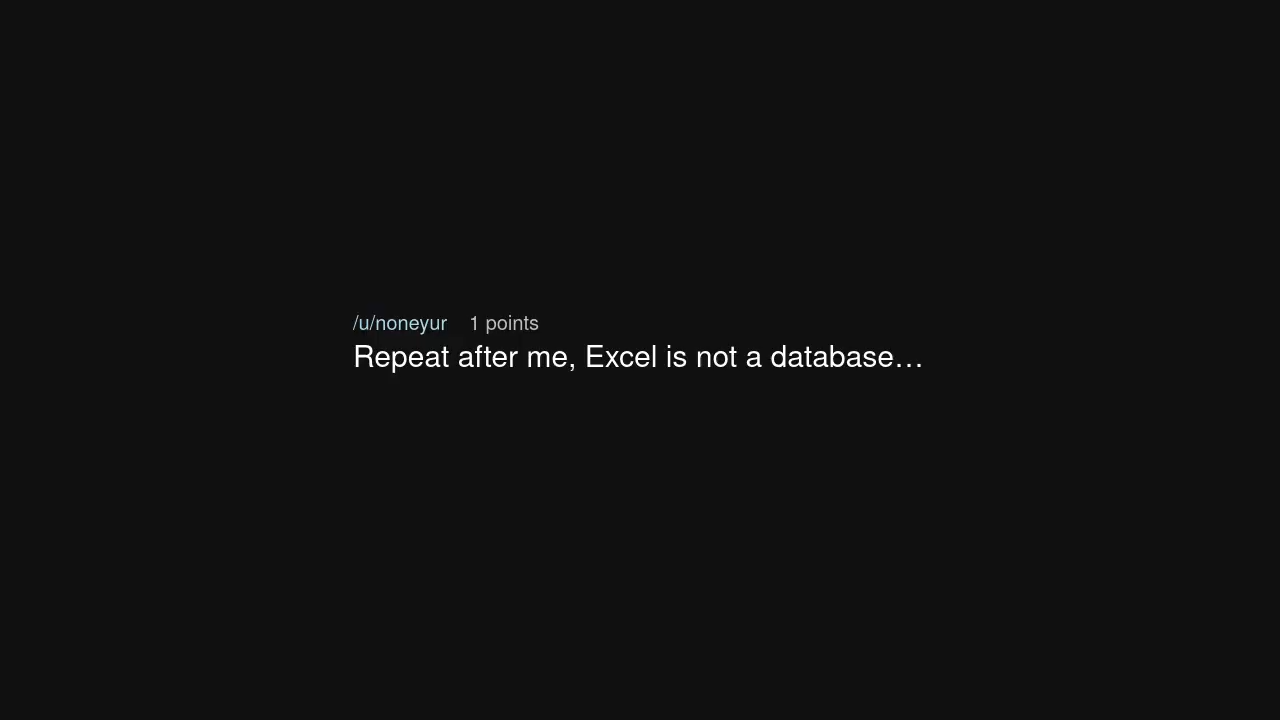 /u/noneyur 1 points
Repeat after me, Excel is not a database…